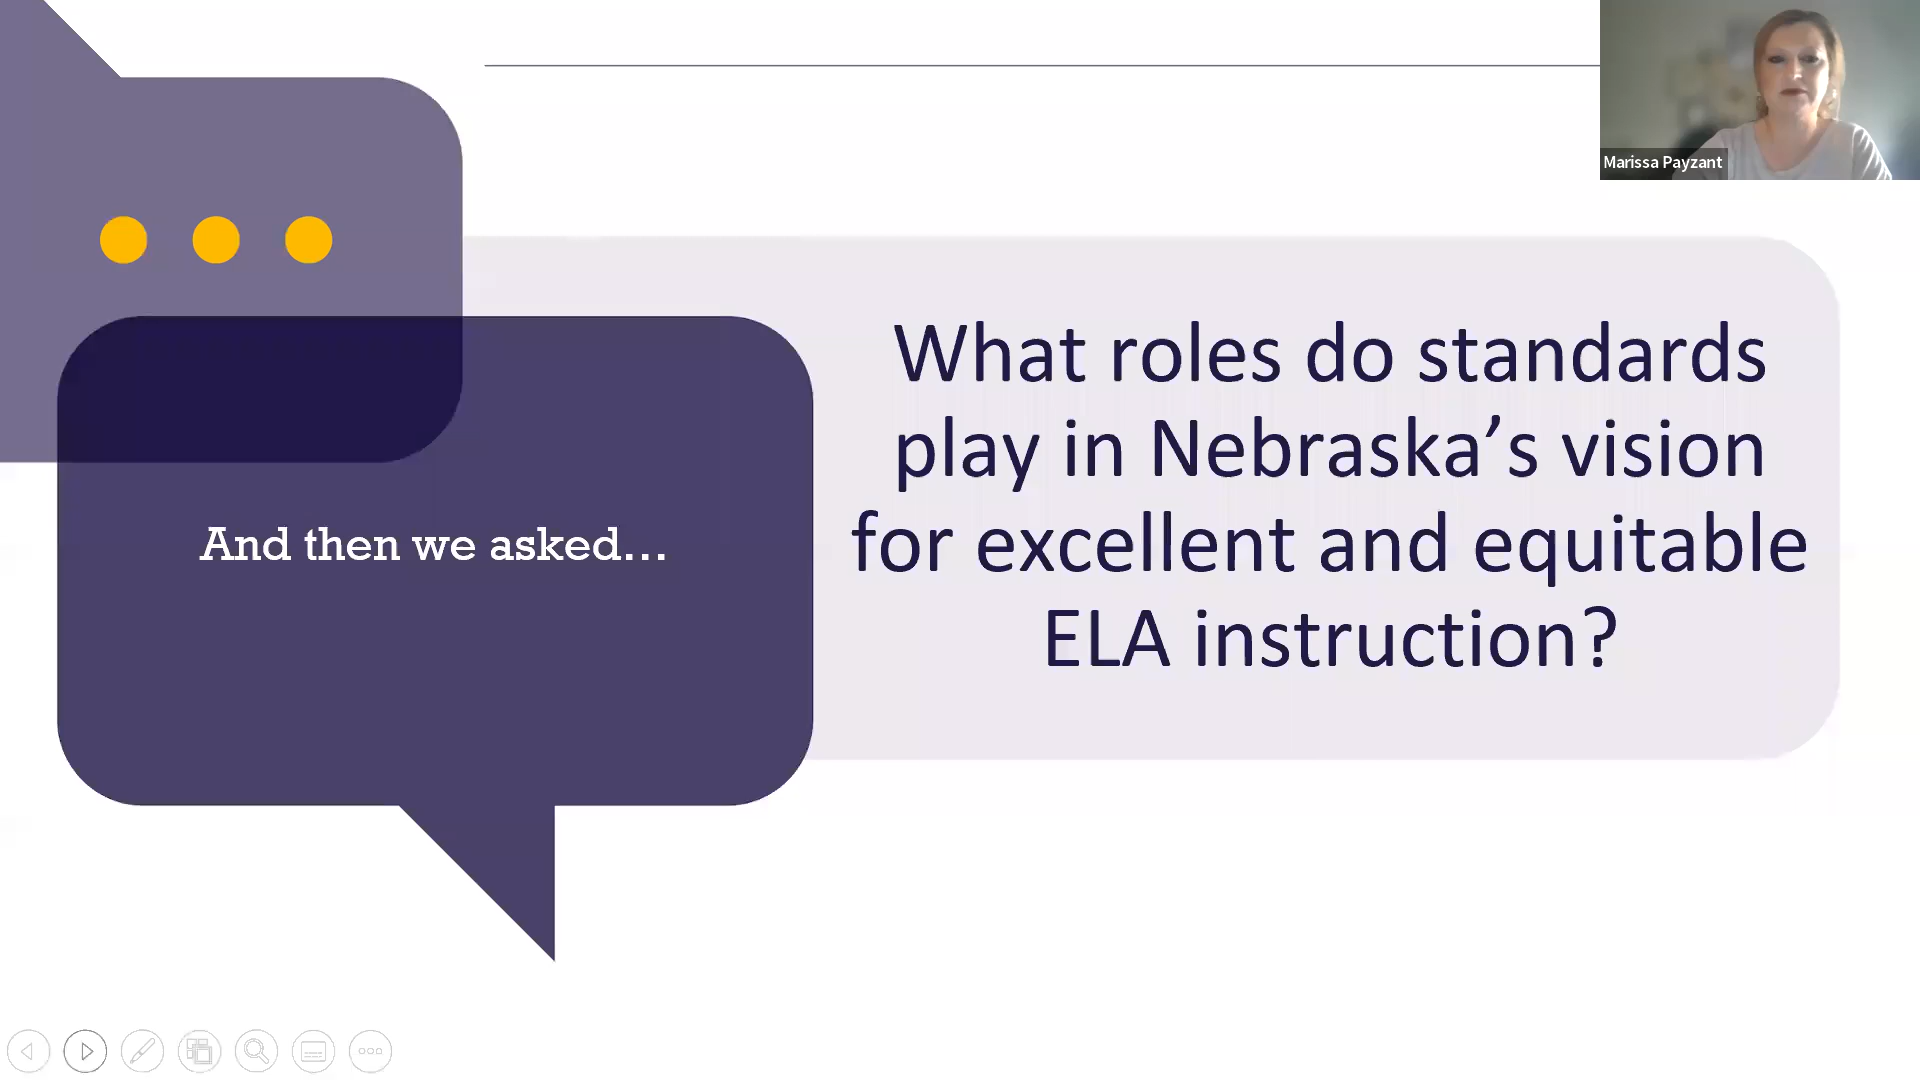 Marissa Payzant
And then we asked...
What roles do standards
play in Nebraska’s vision
for excellent and equitable
ELA instruction?